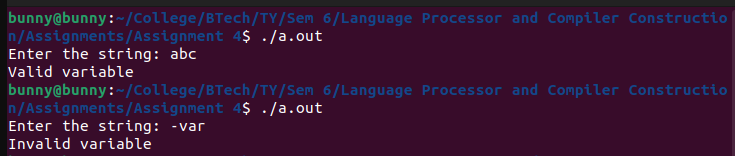 bunny@bunny:~/College/BTech/TY/Sem 6/Language Processor and Compiler Constructio
n/Assignments/Assignment 4$ ./a.out
Enter the string: abc
Valid variable
bunny@bunny:~/College/BTech/TY/Sem 6/Language Processor and Compiler Constructio
n/Assignments/Assignment 4$ ./a.out
Enter the string: -var
Invalid variable